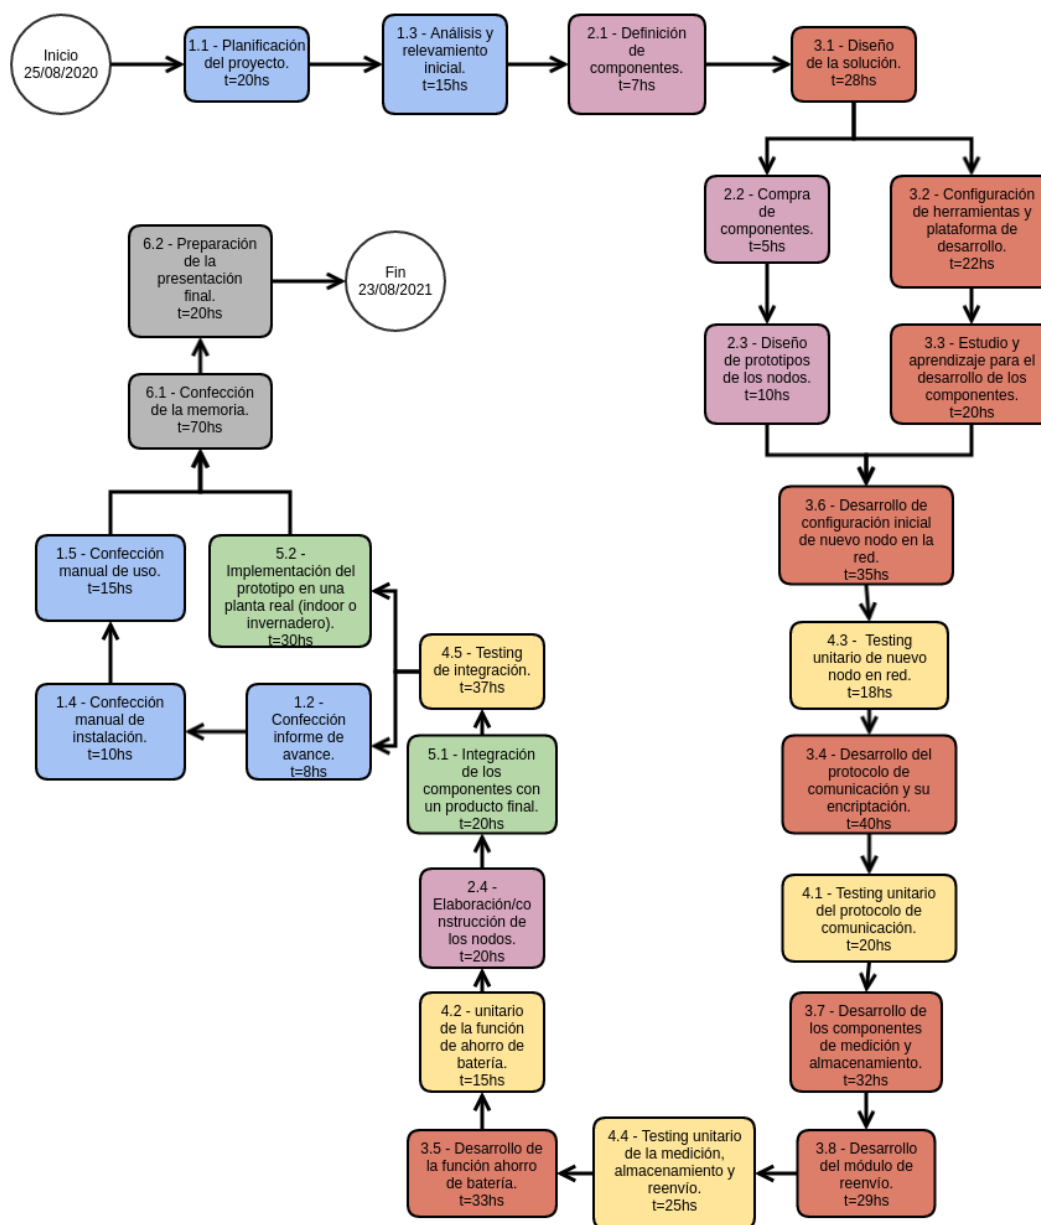 Inicio
25/08/2020
1.1 - Planificación
del proyecto.
t=20hs
1.3 - Análisis y
relevamiento
inicial.
t=15hs
2.1 - Definición
de
componentes.
t=7hs
3.1 - Diseño
de la solución.
t=28hs
2.2 - Compra
de
componentes.
t=5hs
3.2 - Configuración
de herramientas y
plataforma de
desarrollo.
t=22hs
2.3 - Diseño
de prototipos
de los nodos.
t=10hs
3.3 - Estudio y
aprendizaje para el
desarrollo de los
componentes.
t=20hs
3.6 - Desarrollo de
configuración inicial
de nuevo nodo en la
red.
t=35hs
4.3 - Testing
unitario de nuevo
nodo en red.
t=18hs
3.4 - Desarrollo del
protocolo de
comunicación y su
encriptación.
t=40hs
4.1 - Testing unitario
del protocolo de
comunicación.
t=20hs
3.7 - Desarrollo de
los componentes
de medición y
almacenamiento.
t=32hs
3.8 - Desarrollo
del módulo de
reenvío.
t=29hs
4.4 - Testing unitario
de la medición,
almacenamiento y
reenvío.
t=25hs
3.5 - Desarrollo de
la función ahorro
de batería.
t=33hs
4.2 - unitario
de la función
de ahorro de
batería.
t=15hs
2.4 -
Elaboración/co
nstrucción de
los nodos.
t=20hs
5.1 - Integración
de los
componentes con
un producto final.
t=20hs
4.5 - Testing
de integración.
t=37hs
5.2 -
Implementación del
prototipo en una
planta real (indoor o
invernadero).
t=30hs
1.2 -
Confección
informe de
avance.
t=8hs
1.4 - Confección
manual de
instalación.
t=10hs
1.5 - Confección
manual de uso.
t=15hs
6.1 - Confección
de la memoria.
t=70hs
6.2 - Preparación
de la
presentación
final.
t=20hs
Fin
23/08/2021